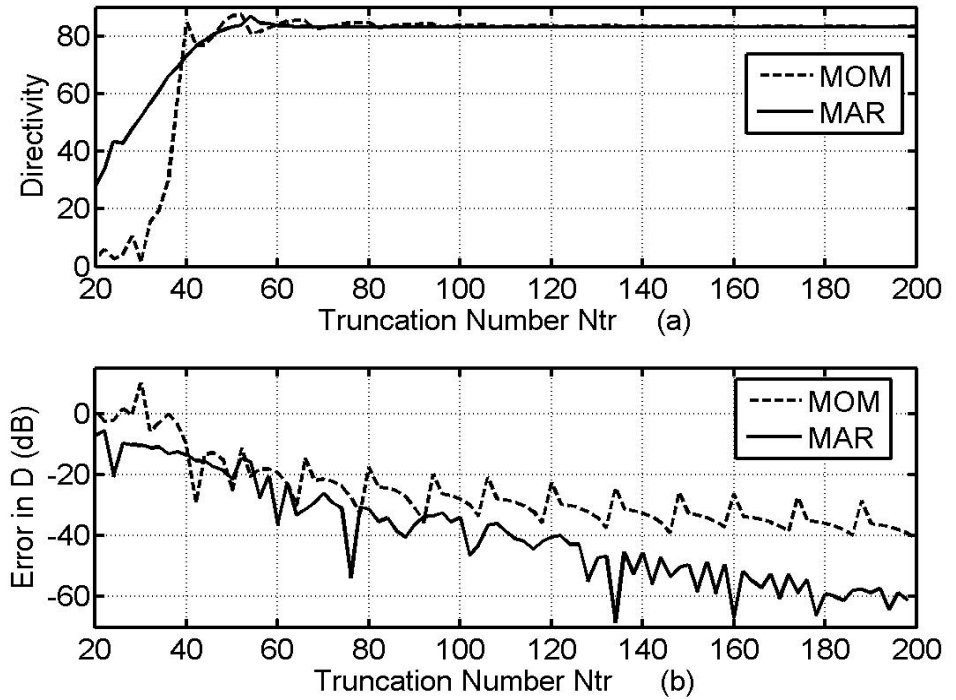 80
60
40
20
0
Directivity
MOM
MAR
20 40 60 80 100 120 140 160 180 200
Truncation Number Ntr (a)
0
-20
-40
-60
Error in D (dB)
MOM
MAR
20 40 60 80 100 120 140 160 180 200
Truncation Number Ntr (b)